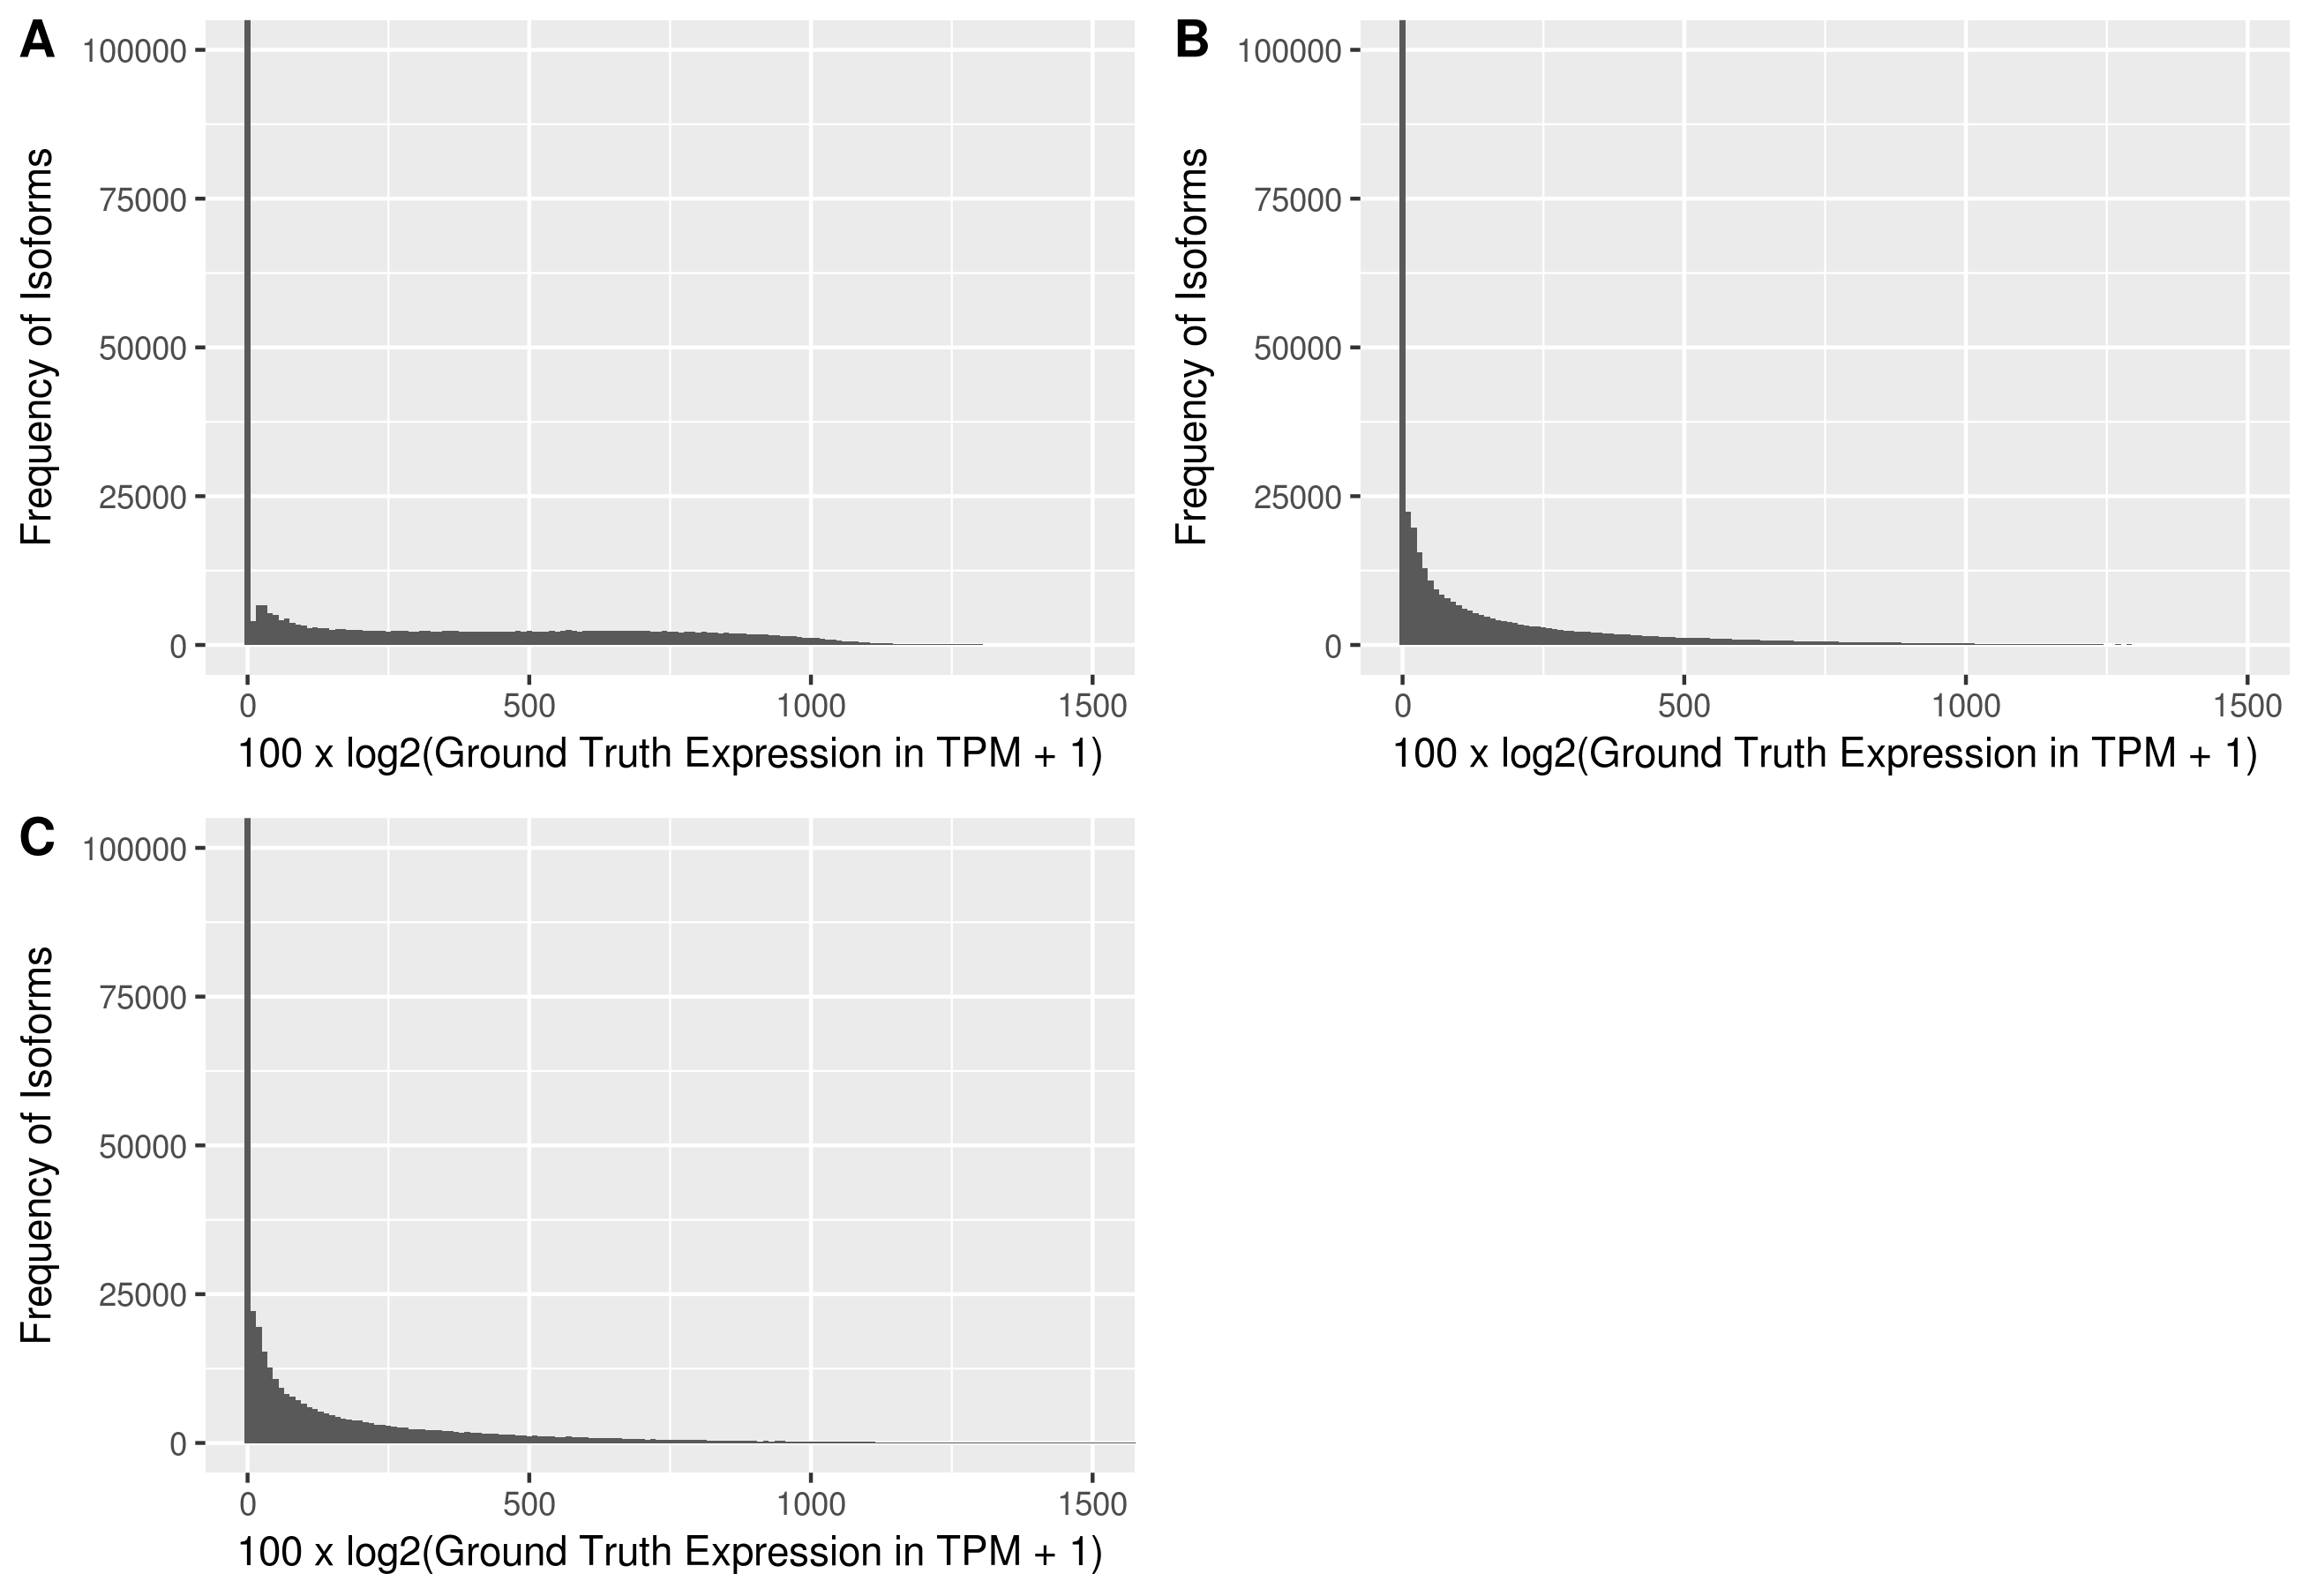 A
100000
75000
50000
25000
0
Frequency of Isoforms
0 500 1000 1500
100 x log2(Ground Truth Expression in TPM + 1)
B
100000
75000
50000
25000
0
Frequency of Isoforms
0 500 1000 1500
100 x log2(Ground Truth Expression in TPM + 1)
C
100000
75000
50000
25000
0
Frequency of Isoforms
0 500 1000 1500
100 x log2(Ground Truth Expression in TPM + 1)